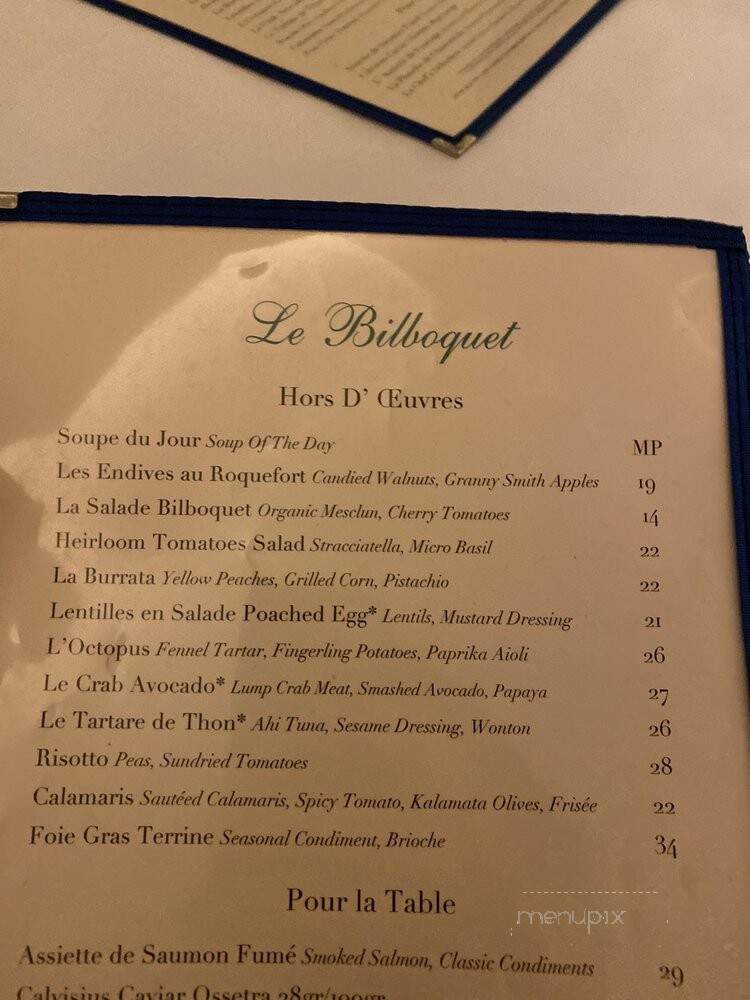 Le Bilboquet
Hors D' Œuvres
Soupe du Jour Soup Of The Day MP
Les Endives au Roquefort Candied Walnuts, Granny Smith Apples 19
La Salade Bilboquet Organic Mesclun, Cherry Tomatoes 14
Heirloom Tomatoes Salad Stracciatella, Micro Basil 22
La Burrata Yellow Peaches, Grilled Corn, Pistachio 22
Lentilles en Salade Poached Egg* Lentils, Mustard Dressing 21
L'Octopus Fennel Tartar, Fingerling Potatoes, Paprika Aioli 26
Le Crab Avocado* Lump Crab Meat, Smashed Avocado, Papaya 27
Le Tartare de Thon* Ahi Tuna, Sesame Dressing, Wonton 26
Risotto Peas, Sundried Tomatoes 28
Calamaris Sautéed Calamaris, Spicy Tomato, Kalamata Olives, Frisée 22
Foie Gras Terrine Seasonal Condiment, Brioche 34
Pour la Table
menupix
Assiette de Saumon Fumé Smoked Salmon, Classic Condiments 29
Calvisius Caviar Ossetra 28gr/100gr